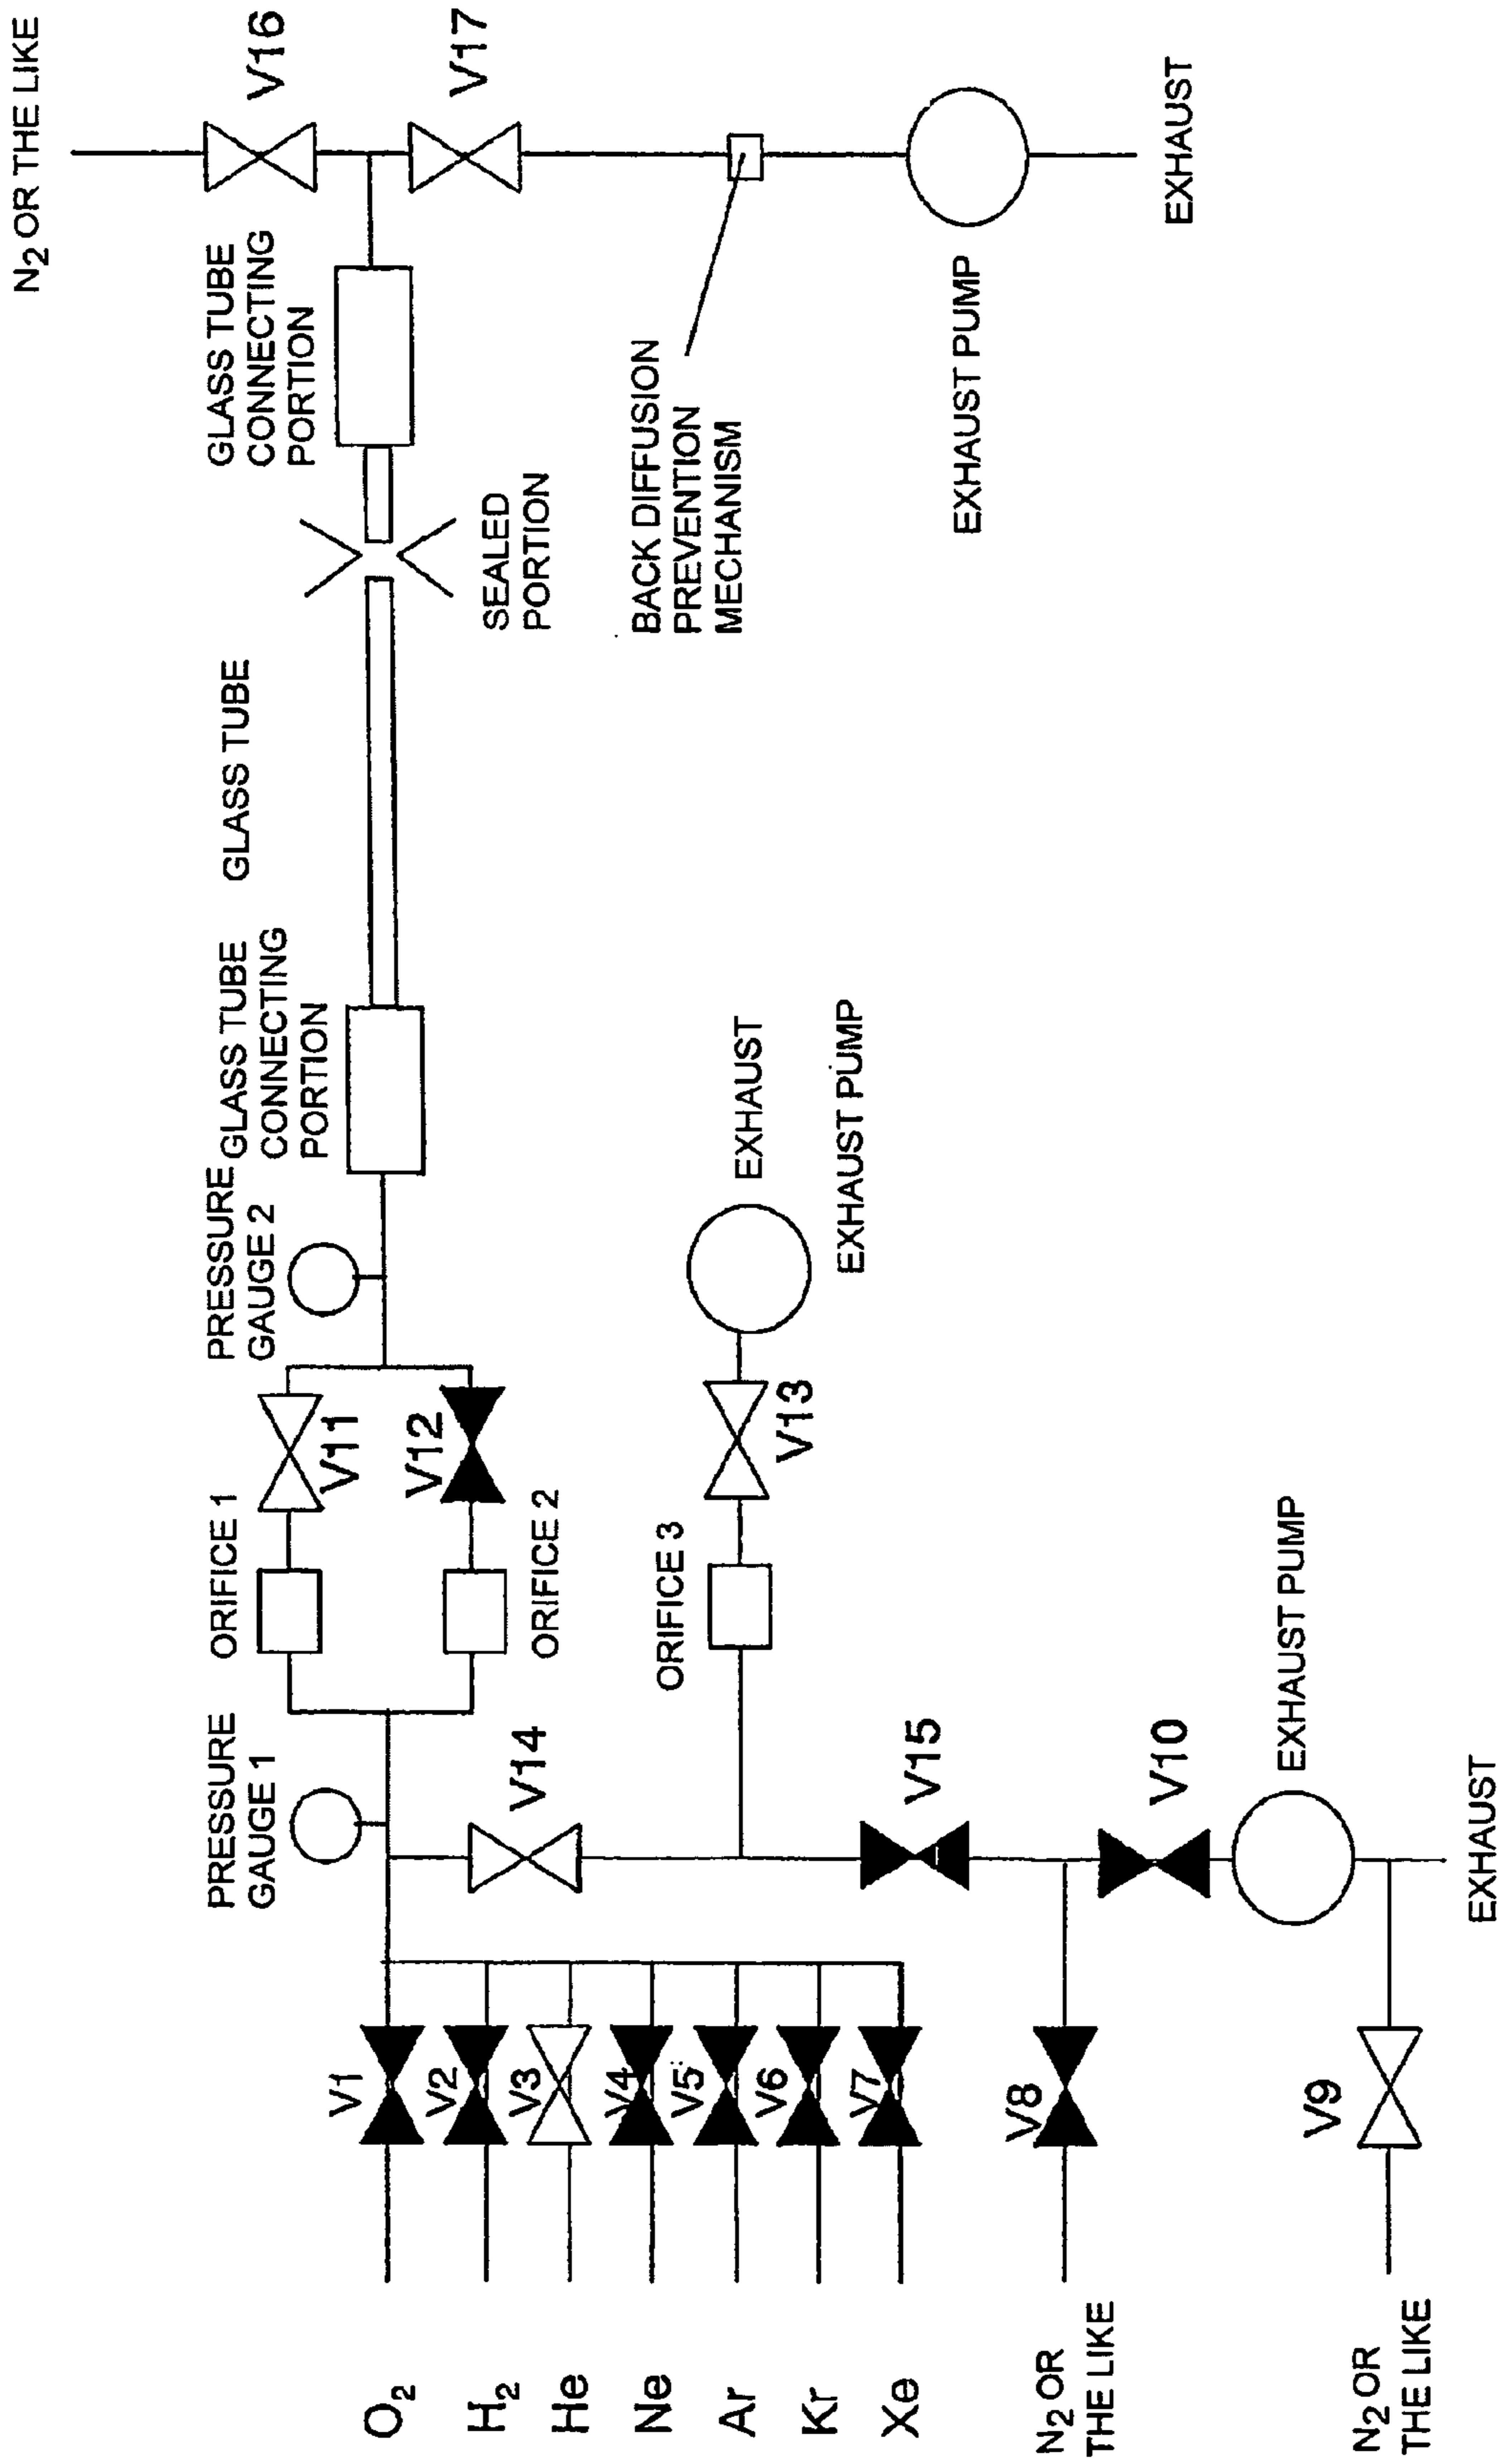 N2 OR THE LIKE
V16
V17
GLASS TUBE
CONNECTING
PORTION
SEALED
PORTION
BACK DIFFUSION
PREVENTION
MECHANISM
EXHAUST PUMP
EXHAUST
GLASS TUBE
GLASS TUBE
CONNECTING
PORTION
PRESSURE
GAUGE 2
EXHAUST
EXHAUST PUMP
V11
V12
V13
ORIFICE 1
ORIFICE 2
ORIFICE 3
PRESSURE
GAUGE 1
V14
V15
V10
EXHAUST PUMP
EXHAUST
V1
V2
V3
V4
V5
V6
V7
V8
V9
O2
H2
He
Ne
Ar
Kr
Xe
N2 OR
THE LIKE
N2 OR
THE LIKE